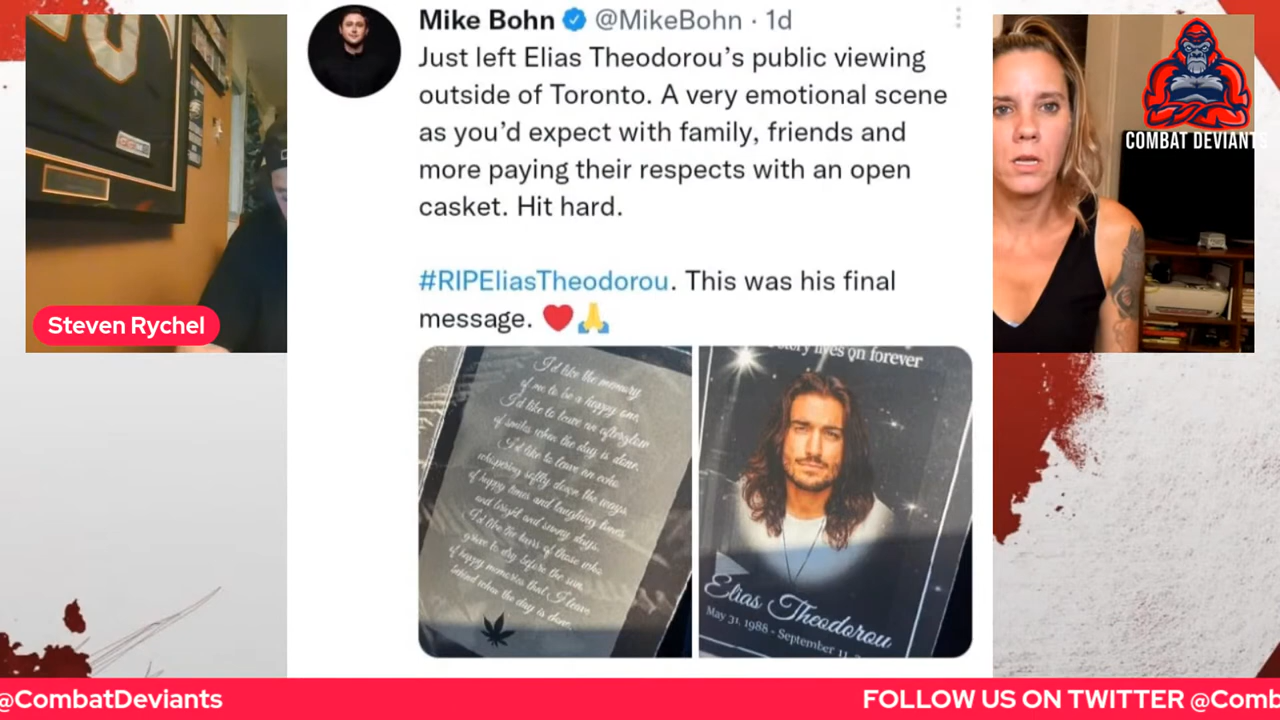 Mike Bohn @MikeBohn · 1d
Just left Elias Theodorou’s public viewing
outside of Toronto. A very emotional scene
as you’d expect with family, friends and
more paying their respects with an open
casket. Hit hard.
#RIPEliasTheodorou. This was his final
message. ❤️🙏
I'd like the memory
of me to be a happy one,
I'd like to leave an afterglow
of smiles when the day is done.
I'd like to leave an echo
whispering softly down the ways,
of happy times and laughing times
and bright and sunny days.
I'd like the tears of those who
grieve to dry before the sun,
of happy memories that I leave
behind when the day is done.
story lives on forever
Elias Theodorou
May 31, 1988 - September 11,
Steven Rychel
COMBAT DEVIANTS
@CombatDeviants
FOLLOW US ON TWITTER @Comb